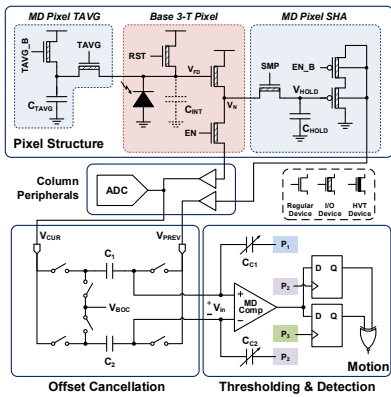 MD Pixel TAVG
Base 3-T Pixel
MD Pixel SHA
TAVG_B
TAVG
C_TAVG
RST
V_FD
C_INT
V_N
EN
SMP
EN_B
V_HOLD
C_HOLD
Pixel Structure
Column
Peripherals
ADC
Regular
Device
I/O
Device
HVT
Device
V_CUR
C_1
V_PREV
V_BOC
C_2
Offset Cancellation
C_C1
P_1
+
V_in
−
+
−
MD
Comp
P_2
D Q
P_3
D Q
C_C2
P_2
Motion
Thresholding & Detection